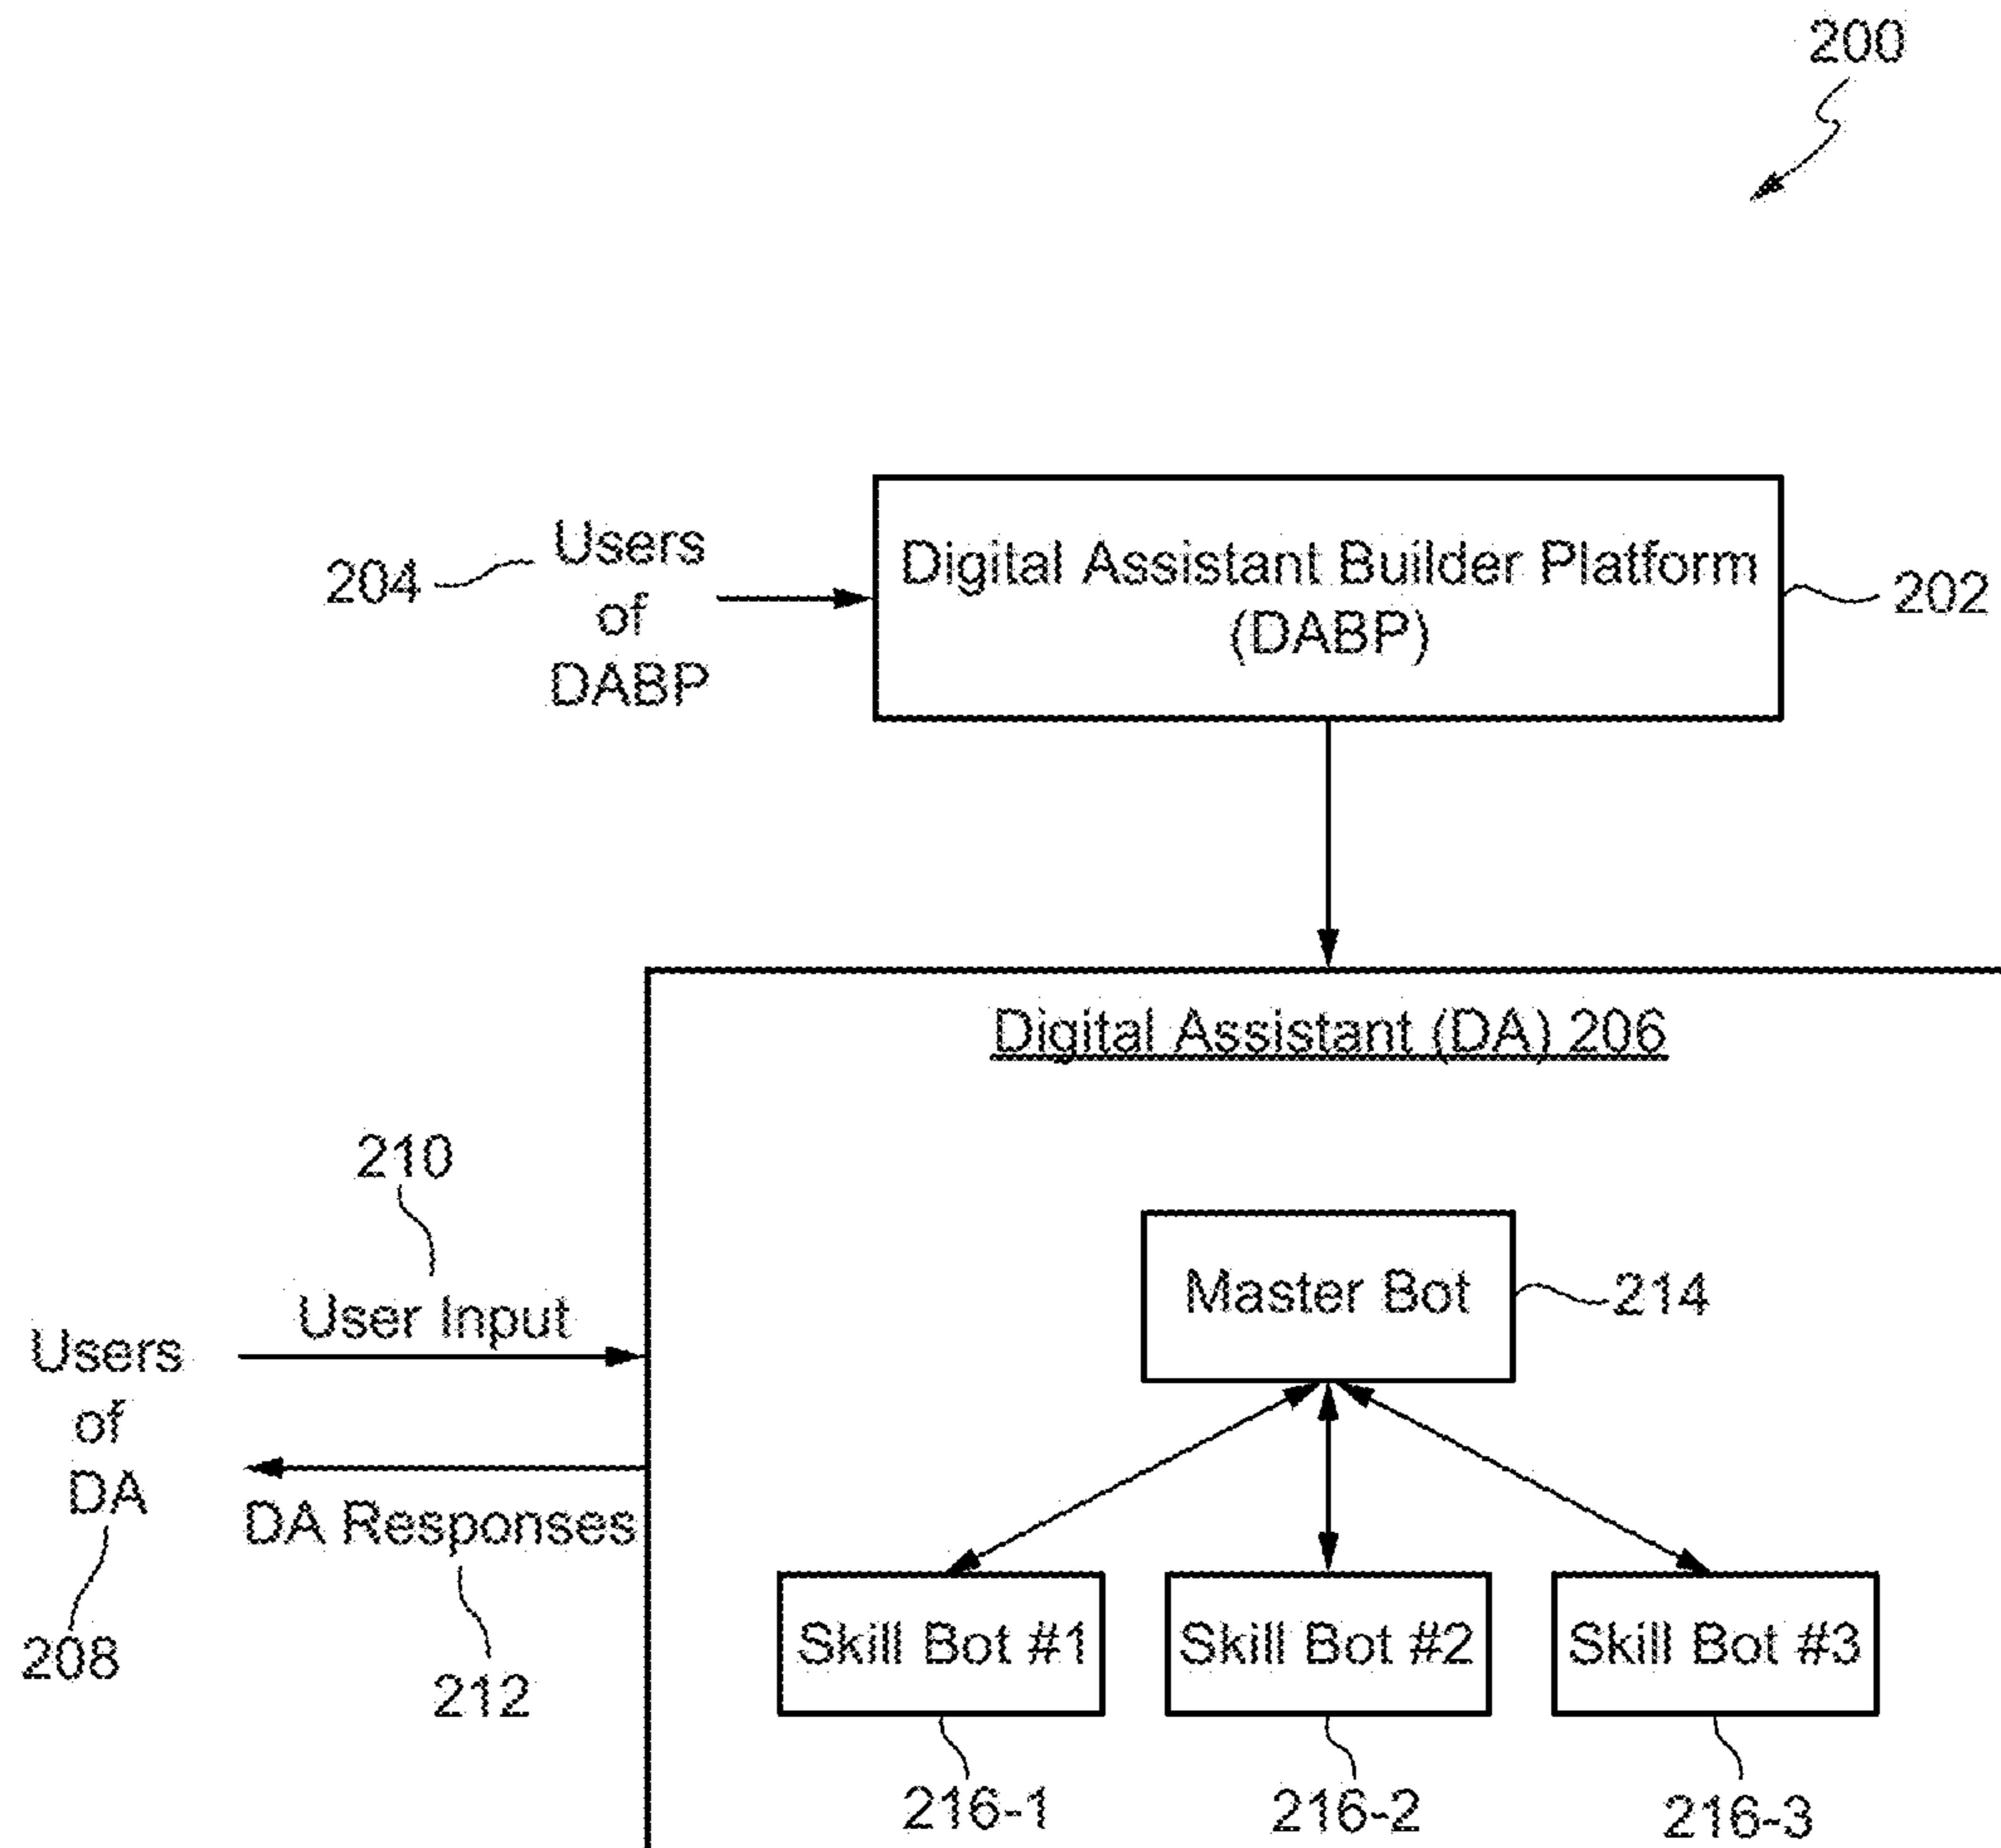 200
Users
of
DABP
204
Digital Assistant Builder Platform
(DABP)
202
Digital Assistant (DA) 206
210
User Input
Users
of
DA
208
DA Responses
212
Master Bot
214
Skill Bot #1
Skill Bot #2
Skill Bot #3
216-1
216-2
216-3